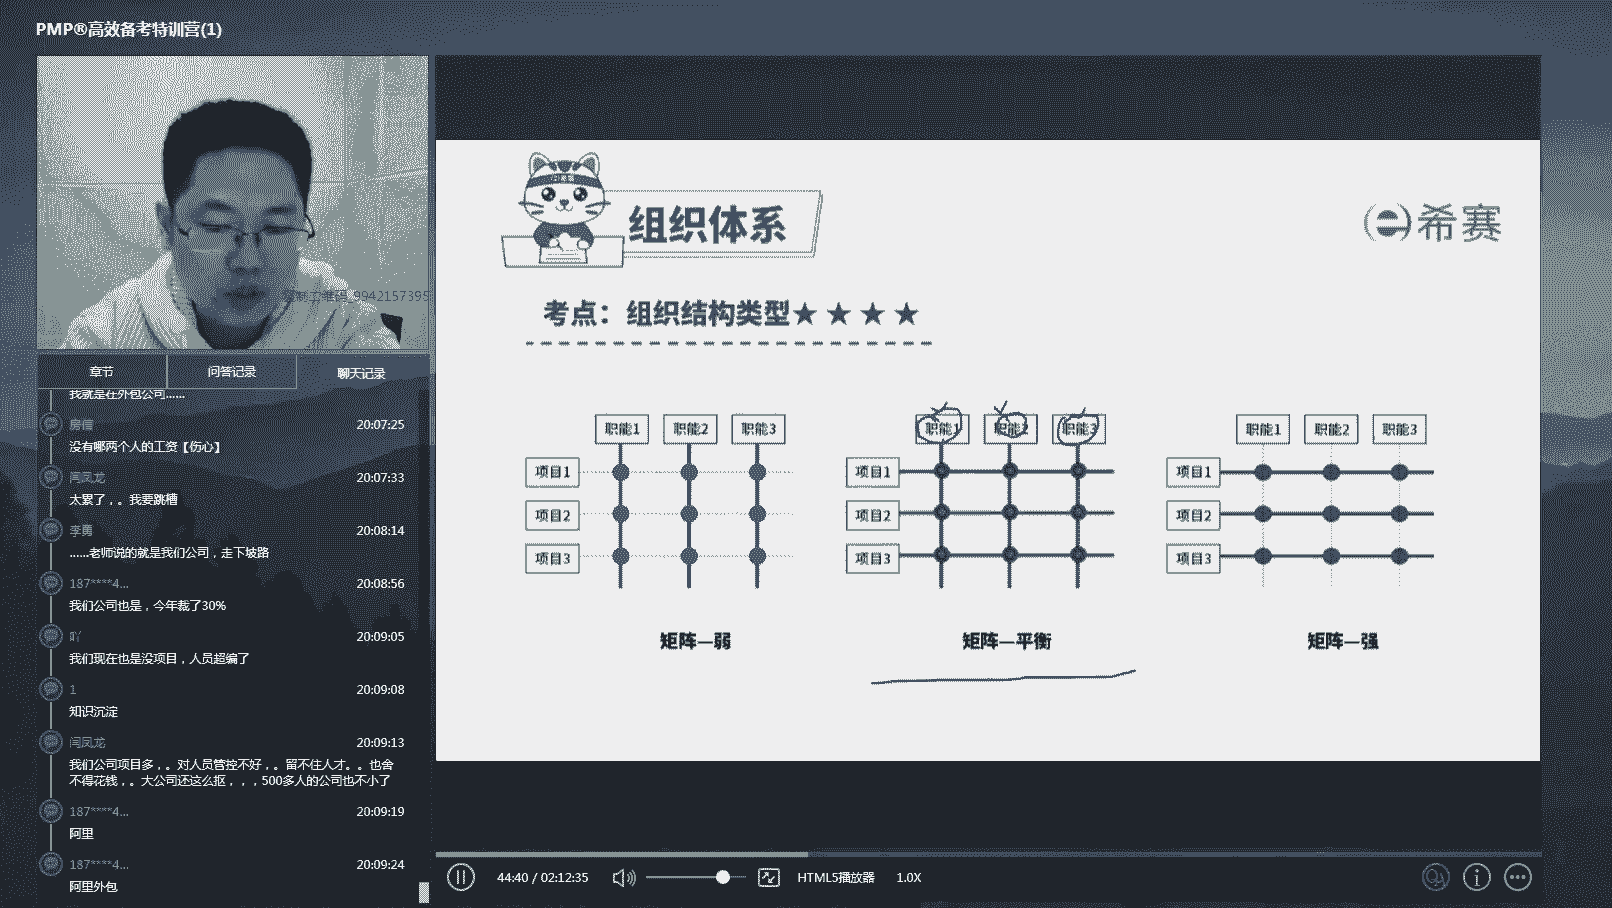 PMP®高效备考特训营(1)
9942157395
章节
问答记录
聊天记录
我就是在外包公司......
房信
20:07:25
没有哪两个人的工资【伤心】
闫凤龙
20:07:33
太累了，。我要跳槽
李勇
20:08:14
......老师说的就是我们公司，走下坡路
187****4...
20:08:56
我们公司也是，今年裁了30%
吖
20:09:05
我们现在也是没项目，人员超编了
1
20:09:08
知识沉淀
闫凤龙
20:09:13
我们公司项目多，。对人员管控不好，。留不住人才。。也舍
不得花钱，。大公司还这么抠，，，500多人的公司也不小了
187****4...
20:09:19
阿里
187****4...
20:09:24
阿里外包
组织体系
希赛
考点：组织结构类型★★★★
职能1 职能2 职能3
项目1
项目2
项目3
矩阵—弱
职能1 职能2 职能3
项目1
项目2
项目3
矩阵—平衡
职能1 职能2 职能3
项目1
项目2
项目3
矩阵—强
44:40 / 02:12:35
HTML5播放器
1.0X